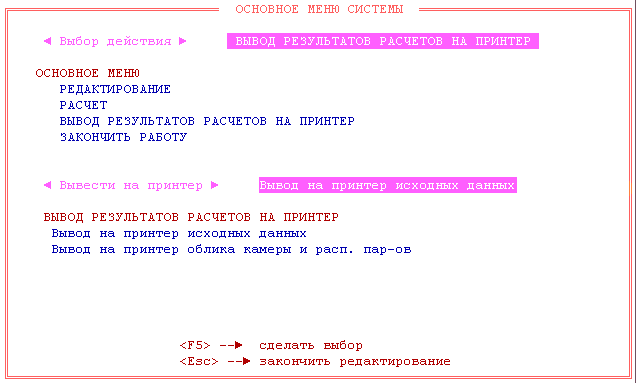 ОСНОВНОЕ МЕНЮ СИСТЕМЫ
◄ Выбор действия ► ВЫВОД РЕЗУЛЬТАТОВ РАСЧЕТОВ НА ПРИНТЕР
ОСНОВНОЕ МЕНЮ
РЕДАКТИРОВАНИЕ
РАСЧЕТ
ВЫВОД РЕЗУЛЬТАТОВ РАСЧЕТОВ НА ПРИНТЕР
ЗАКОНЧИТЬ РАБОТУ
◄ Вывести на принтер ► Вывод на принтер исходных данных
ВЫВОД РЕЗУЛЬТАТОВ РАСЧЕТОВ НА ПРИНТЕР
Вывод на принтер исходных данных
Вывод на принтер облика камеры и расп. пар-ов
<F5> --► сделать выбор
<Esc> --► закончить редактирование